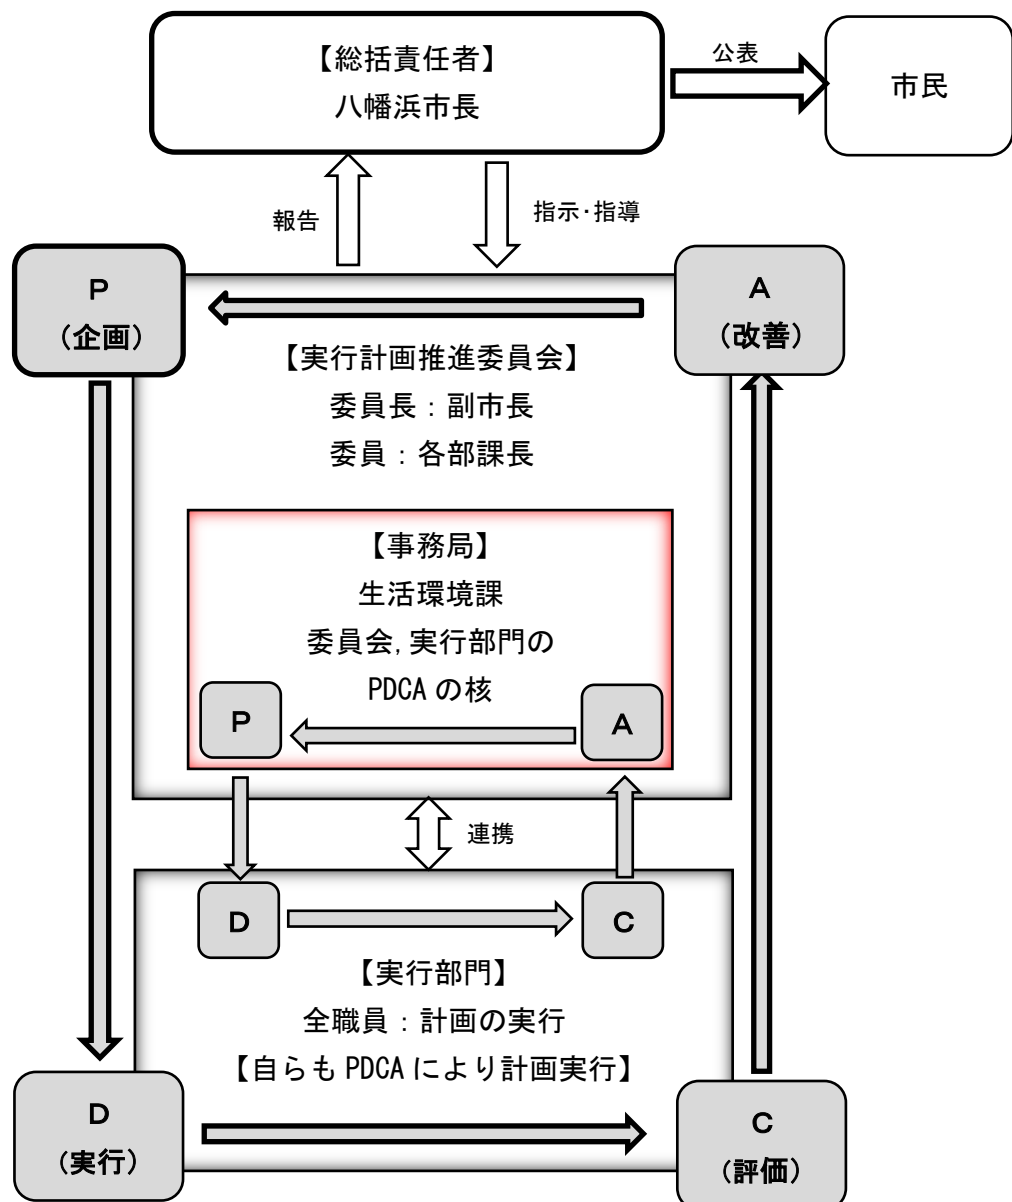 【総括責任者】
八幡浜市長
公表
市民
報告
指示・指導
P
(企画)
A
(改善)
【実行計画推進委員会】
委員長：副市長
委員：各部課長
【事務局】
生活環境課
委員会,実行部門の
PDCAの核
P
A
連携
D
C
【実行部門】
全職員：計画の実行
【自らもPDCAにより計画実行】
D
(実行)
C
(評価)